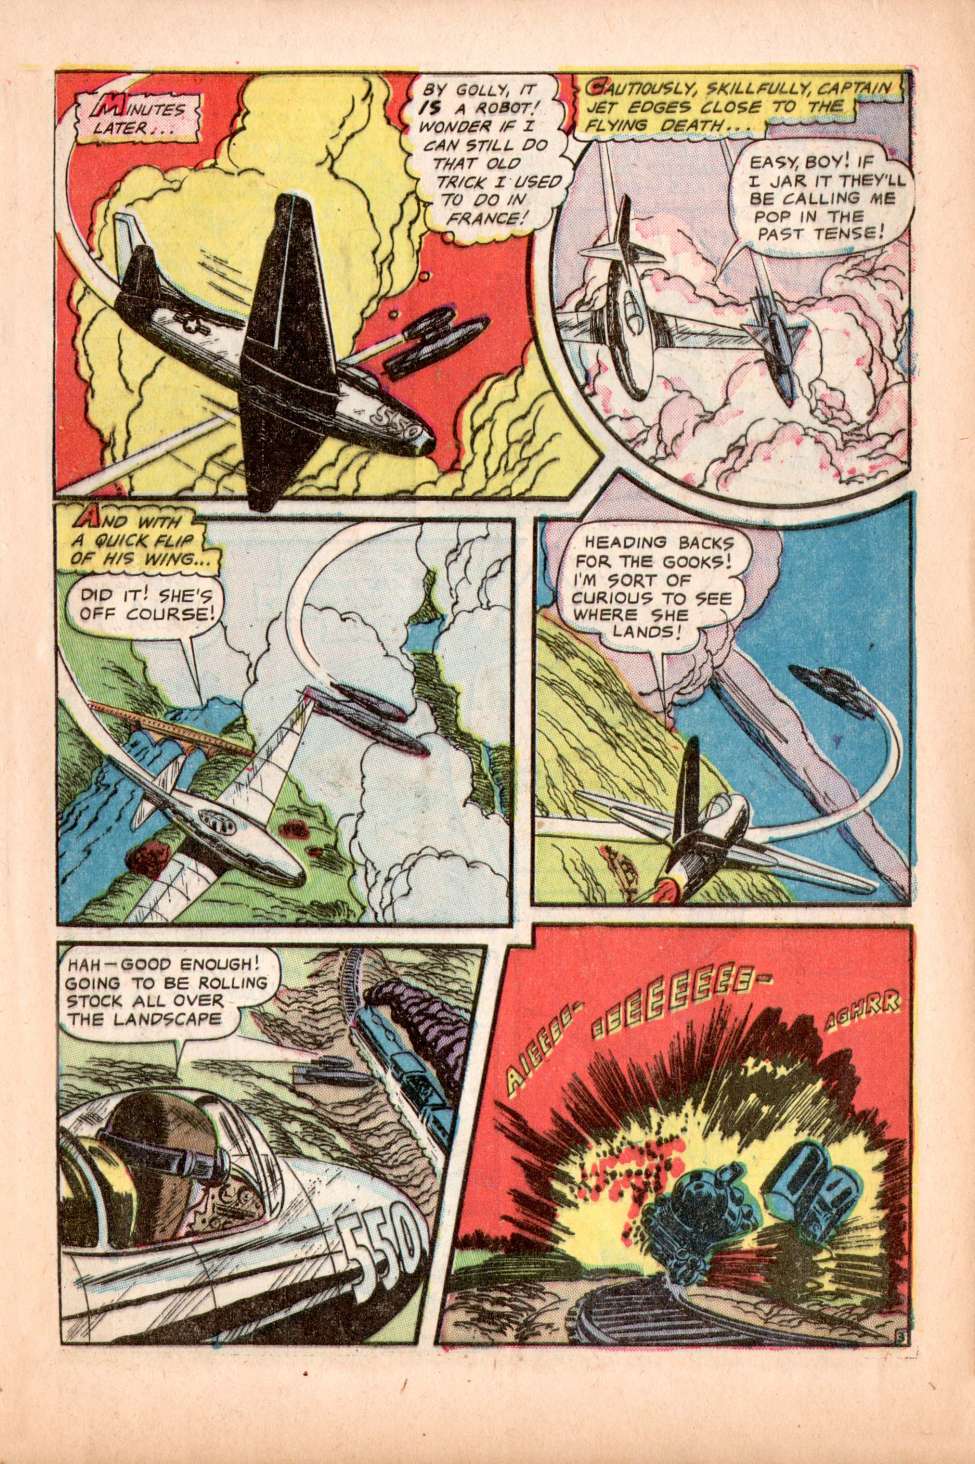 MINUTES
LATER...
BY GOLLY, IT
IS A ROBOT!
WONDER IF I
CAN STILL DO
THAT OLD
TRICK I USED
TO DO IN
FRANCE!
CAUTIOUSLY, SKILLFULLY, CAPTAIN
JET EDGES CLOSE TO THE
FLYING DEATH...
EASY, BOY! IF
I JAR IT THEY'LL
BE CALLING ME
POP IN THE
PAST TENSE!
AND WITH
A QUICK FLIP
OF HIS WING...
DID IT! SHE'S
OFF COURSE!
HEADING BACKS
FOR THE GOOKS!
I'M SORT OF
CURIOUS TO SEE
WHERE SHE
LANDS!
HAH—GOOD ENOUGH!
GOING TO BE ROLLING
STOCK ALL OVER
THE LANDSCAPE
550
AIEEEE-
EEEEEEEEE-
AGHRR
3